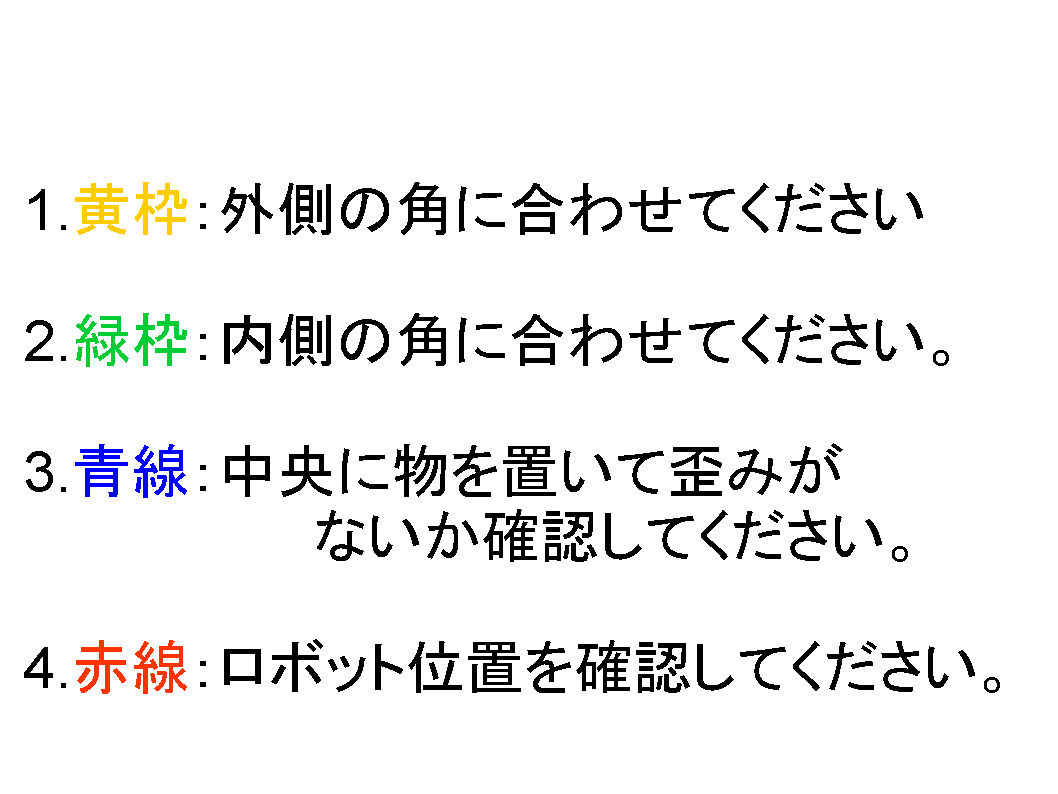 1.黄枠：外側の角に合わせてください
2.緑枠：内側の角に合わせてください。
3.青線：中央に物を置いて歪みが
ないか確認してください。
4.赤線：ロボット位置を確認してください。